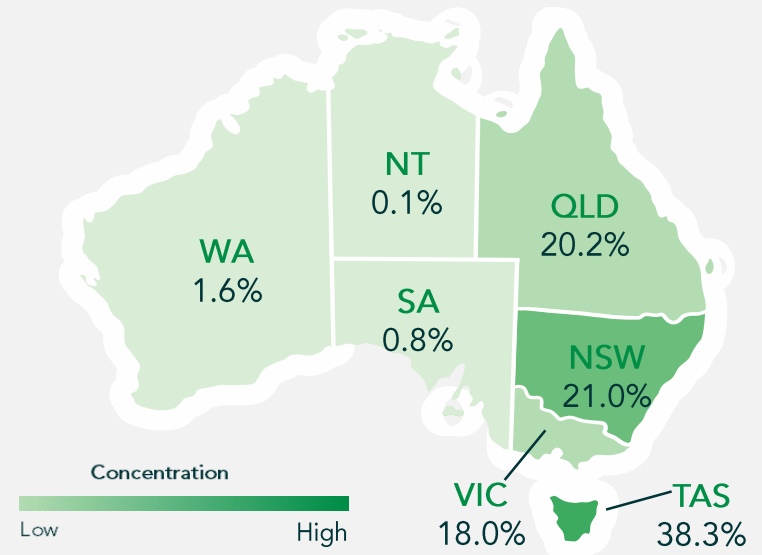 NT
0.1%
QLD
20.2%
WA
1.6%
SA
0.8%
NSW
21.0%
Concentration
Low
High
VIC
18.0%
TAS
38.3%